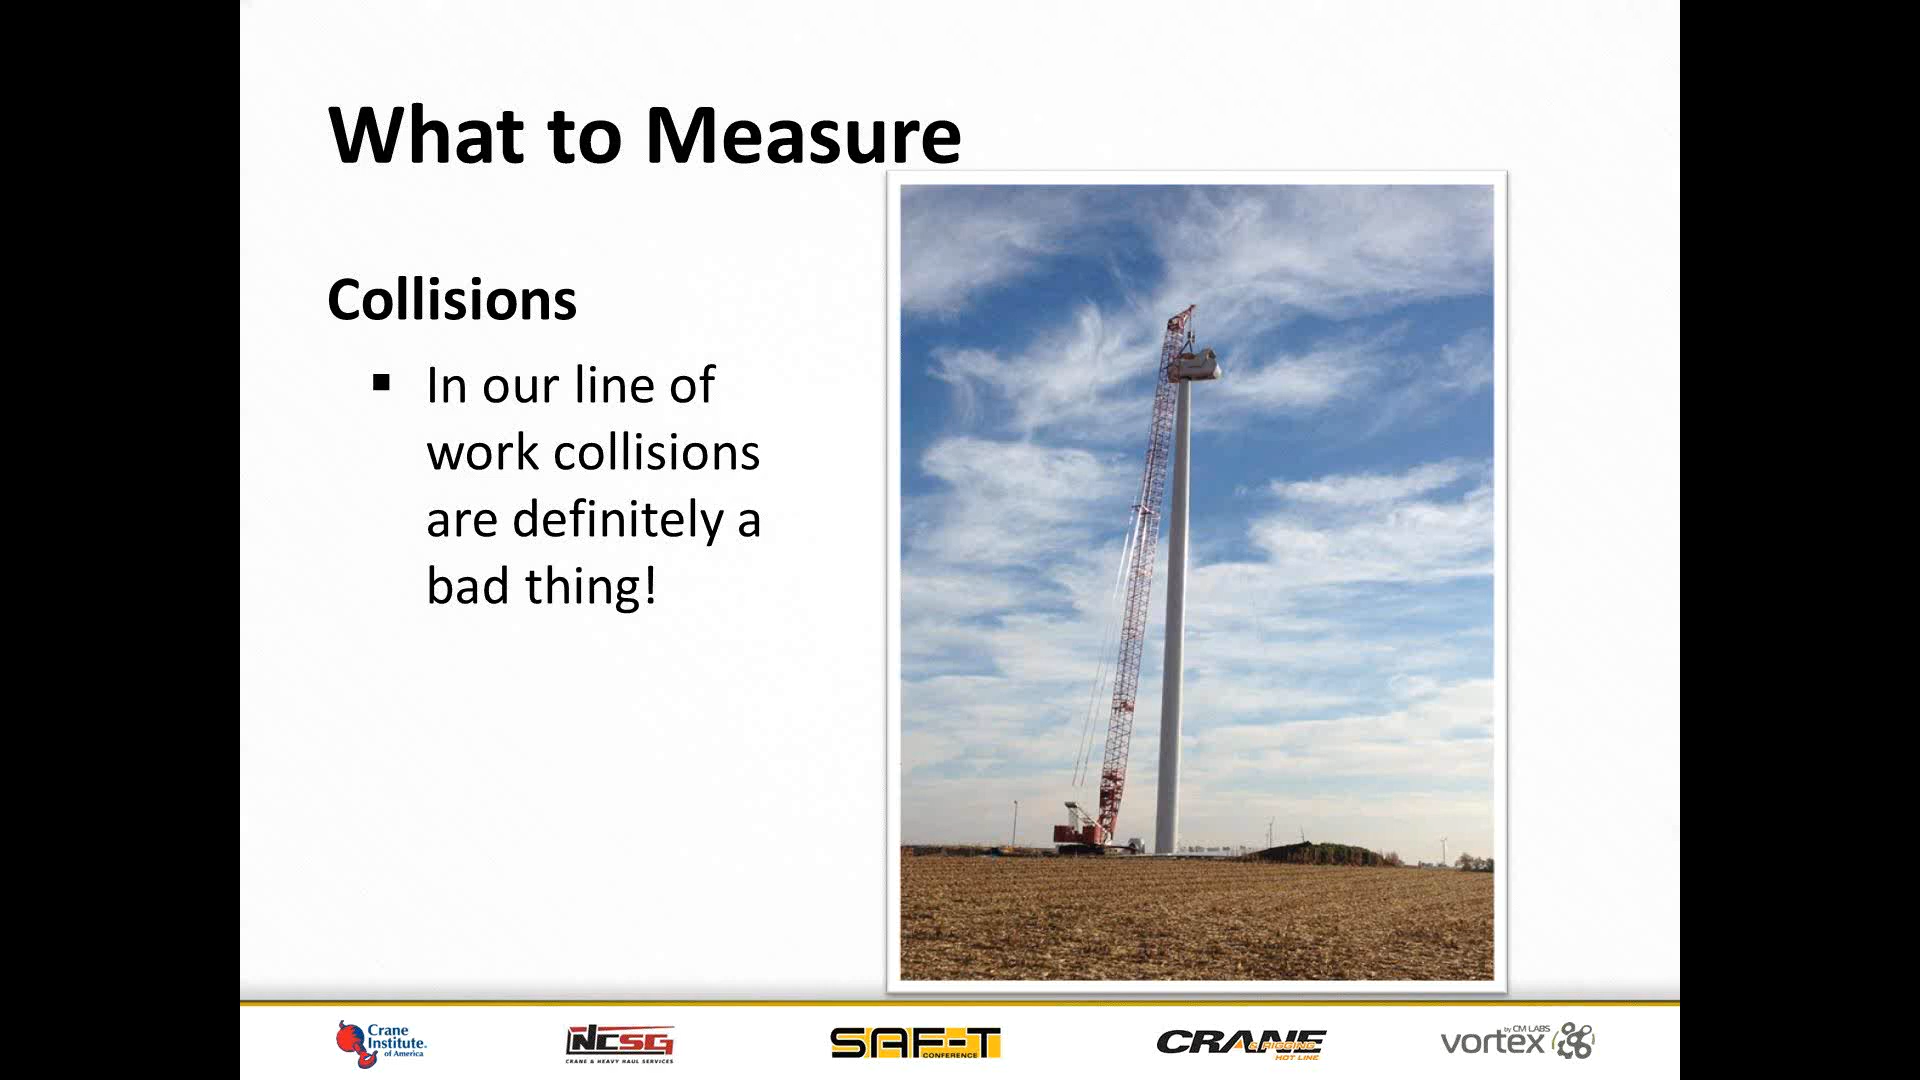 What to Measure
Collisions
▪ In our line of
work collisions
are definitely a
bad thing!
Crane
Institute.
of America
NCSG
CRANE & HEAVY HAUL SERVICES
SAF-T
CONFERENCE
CRANE
& RIGGING
HOT LINE
by CM LABS
vortex